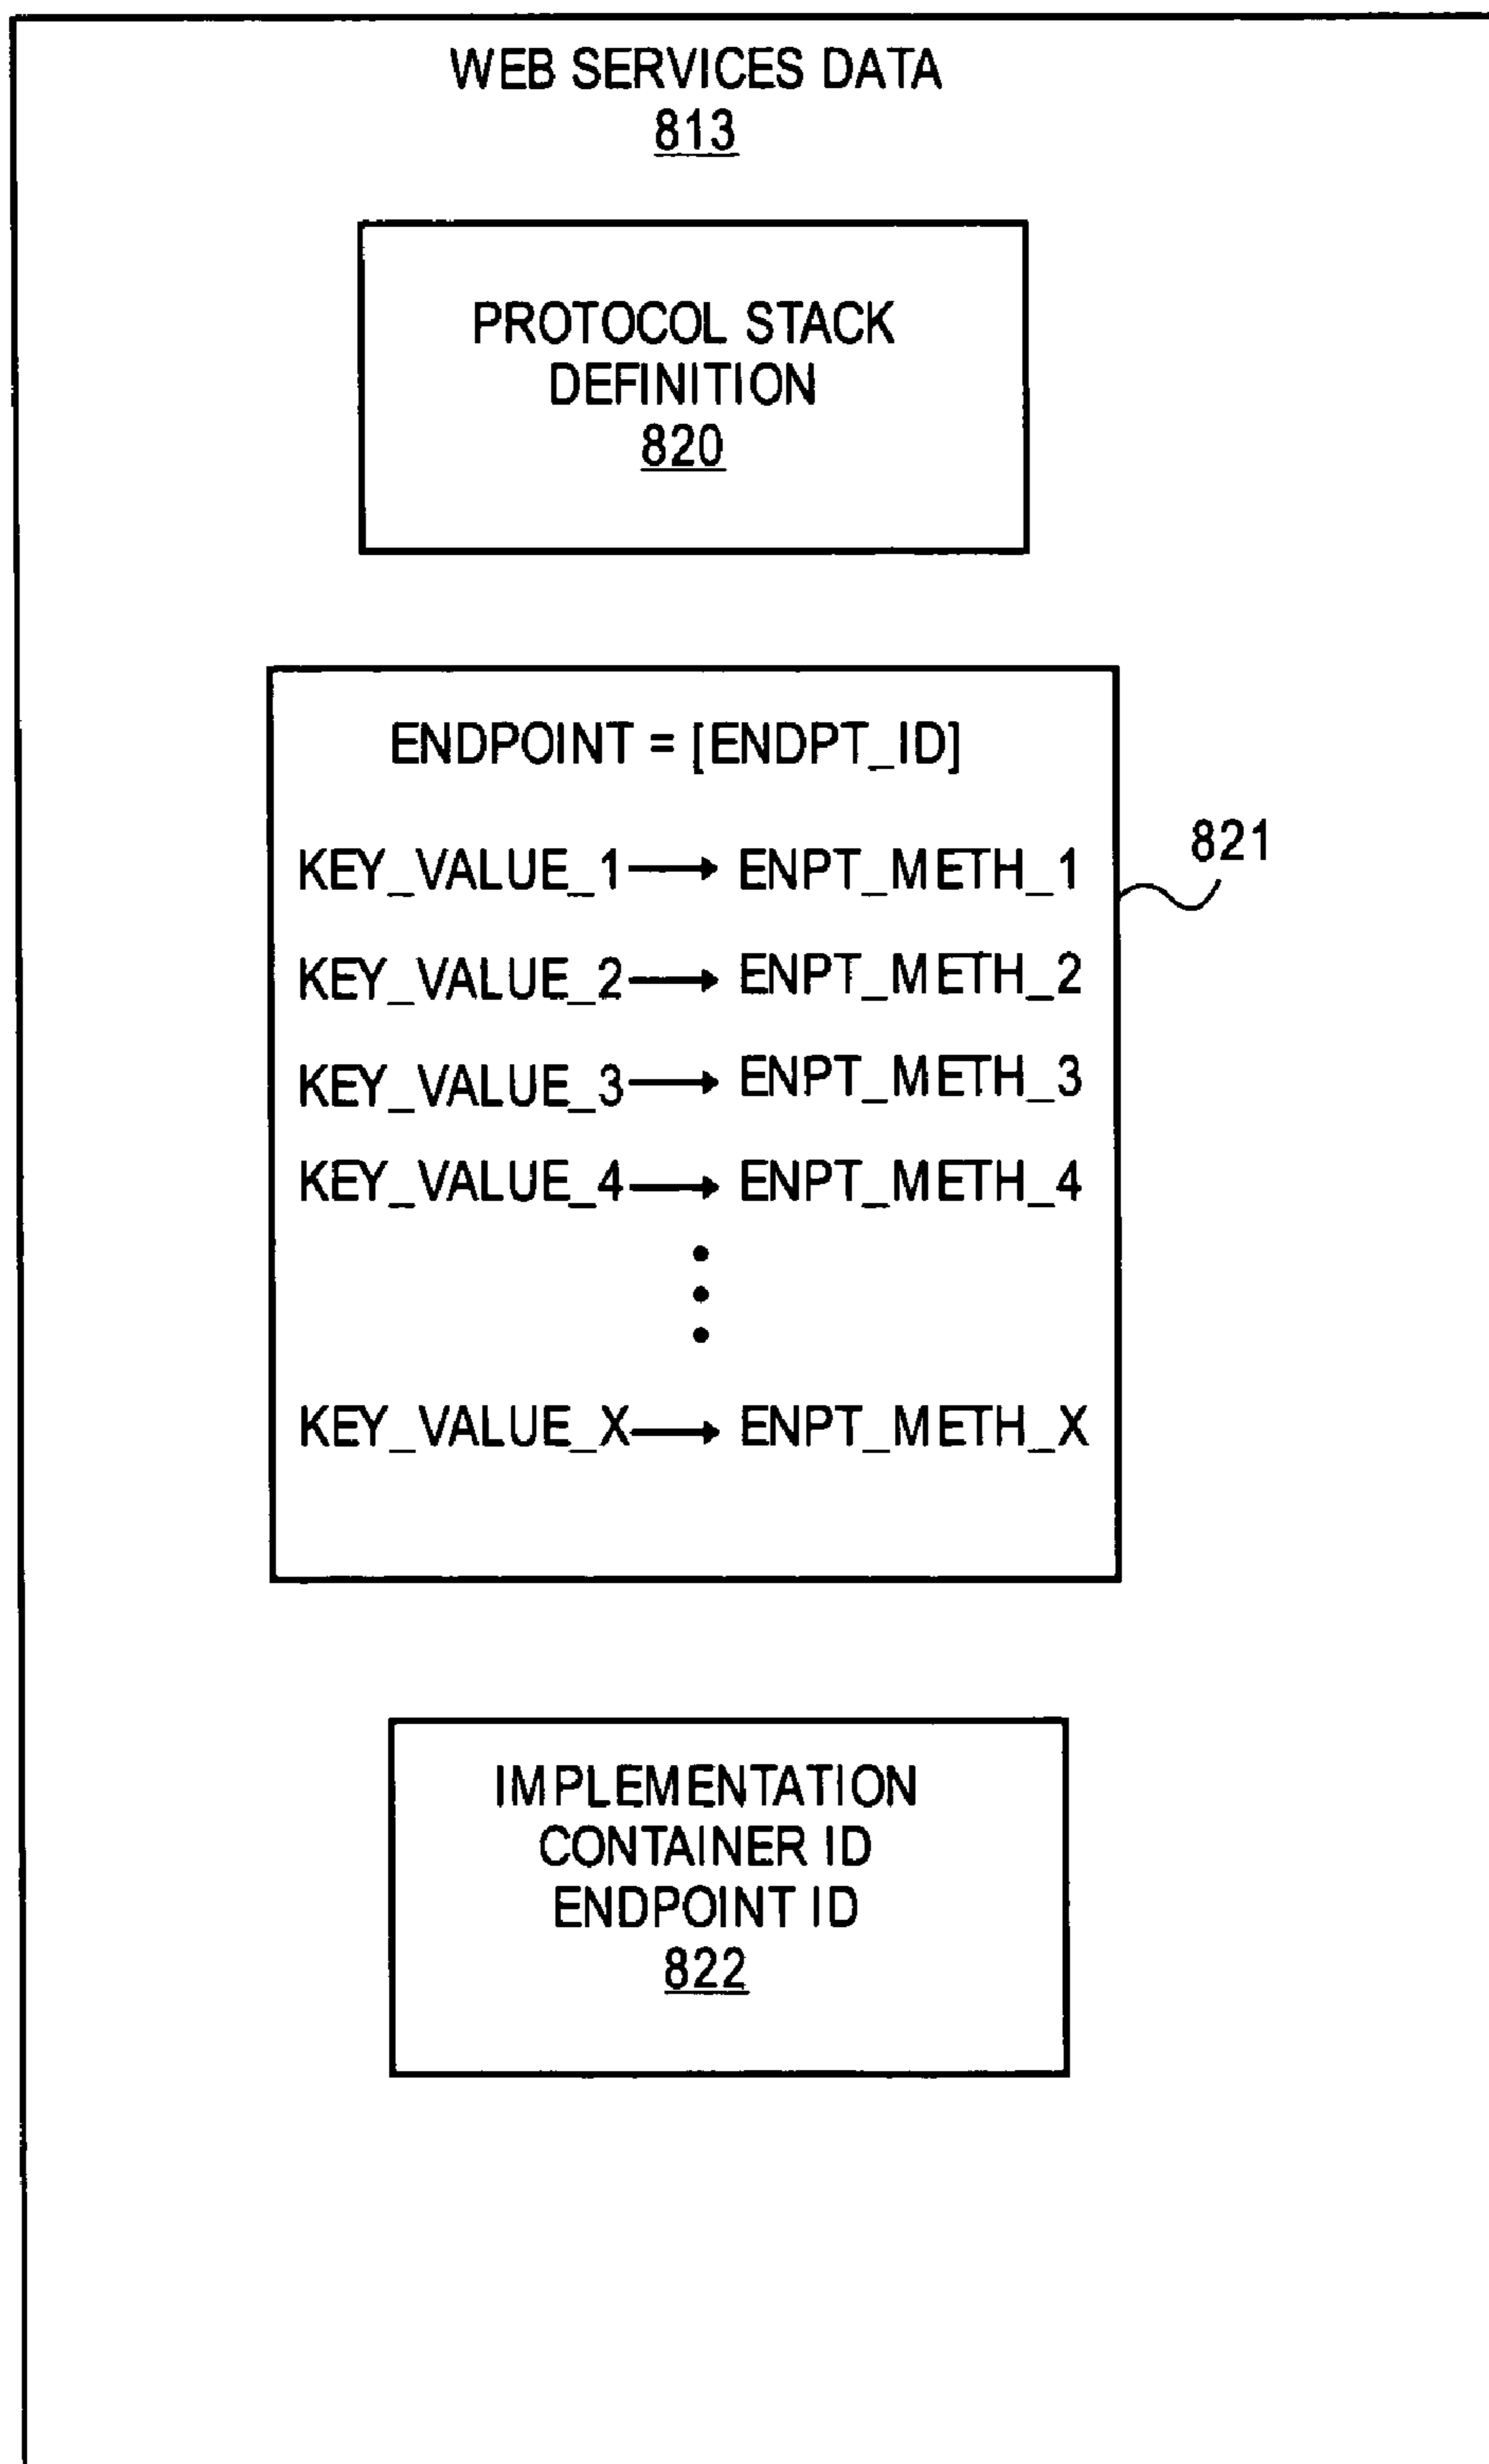 WEB SERVICES DATA
813
PROTOCOL STACK
DEFINITION
820
ENDPOINT = [ENDPT_ID]
KEY_VALUE_1 → ENPT_METH_1
821
KEY_VALUE_2 → ENPT_METH_2
KEY_VALUE_3 → ENPT_METH_3
KEY_VALUE_4 → ENPT_METH_4
KEY_VALUE_X → ENPT_METH_X
IMPLEMENTATION
CONTAINER ID
ENDPOINT ID
822